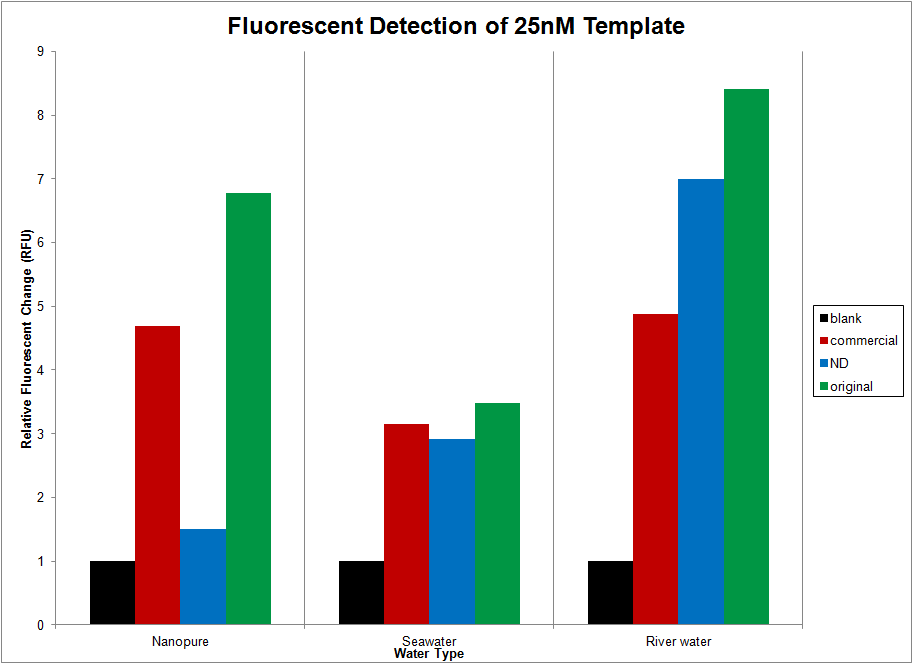 Fluorescent Detection of 25nM Template
9
8
7
6
5
4
3
2
1
0
Relative Fluorescent Change (RFU)
Nanopure
Seawater
River water
Water Type
blank
commercial
ND
original